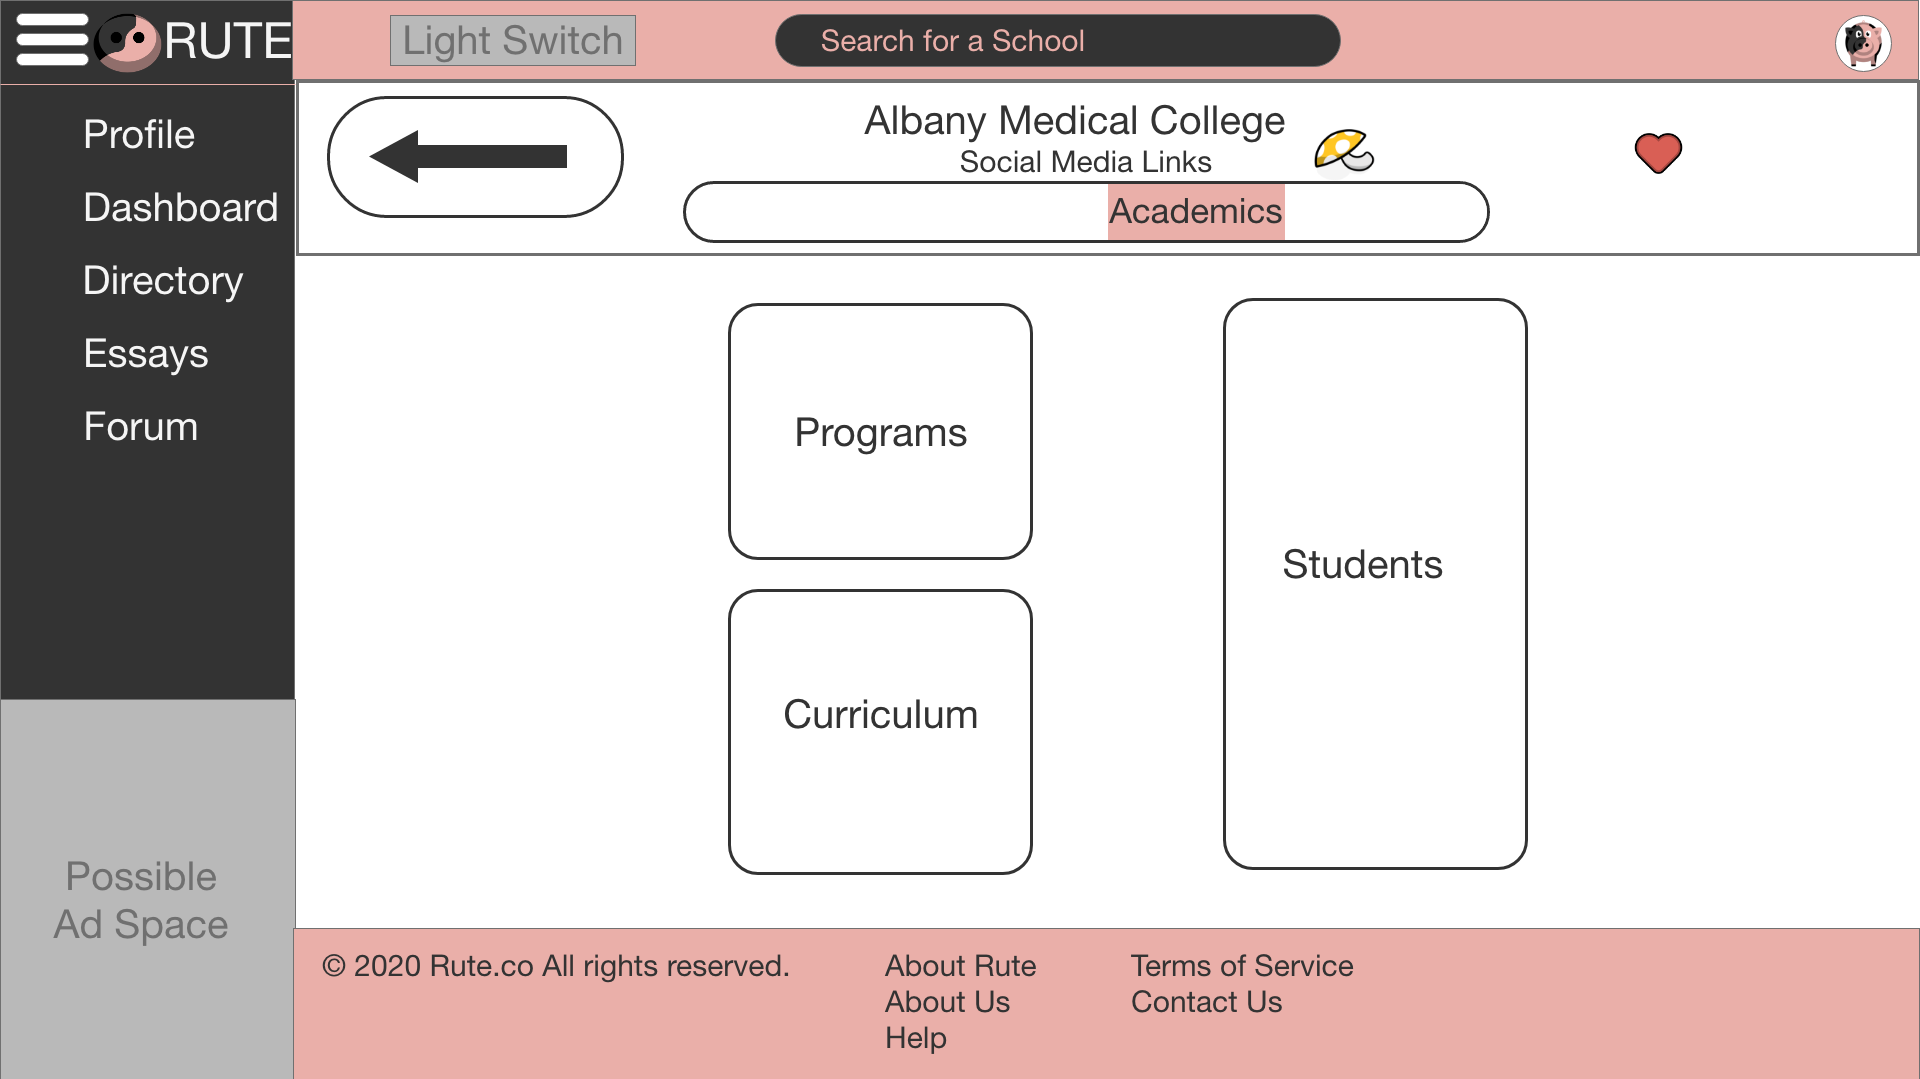 RUTE
Light Switch
Search for a School
Profile
Dashboard
Directory
Essays
Forum
Possible
Ad Space
Albany Medical College
Social Media Links
Academics
Programs
Students
Curriculum
© 2020 Rute.co All rights reserved.
About Rute
About Us
Help
Terms of Service
Contact Us